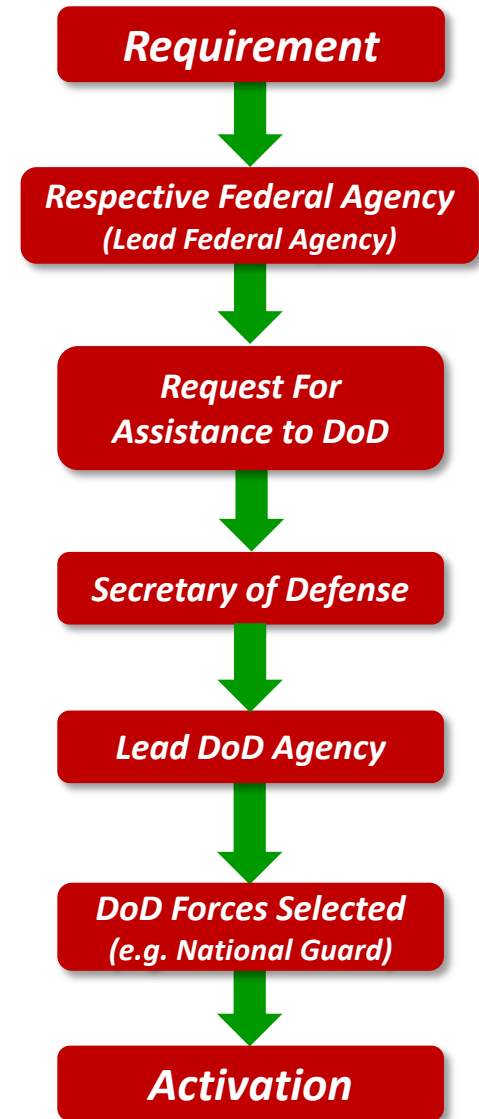 Requirement
Respective Federal Agency
(Lead Federal Agency)
Request For
Assistance to DoD
Secretary of Defense
Lead DoD Agency
DoD Forces Selected
(e.g. National Guard)
Activation